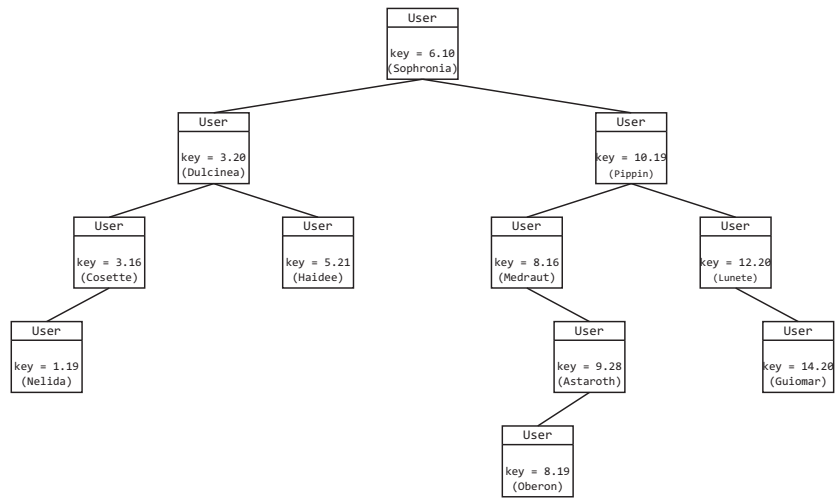 User
key = 6.10
(Sophronia)
User
key = 3.20
(Dulcinea)
User
key = 10.19
(Pippin)
User
key = 3.16
(Cosette)
User
key = 5.21
(Haidee)
User
key = 8.16
(Medraut)
User
key = 12.20
(Lunete)
User
key = 1.19
(Nelida)
User
key = 9.28
(Astaroth)
User
key = 14.20
(Guiomar)
User
key = 8.19
(Oberon)